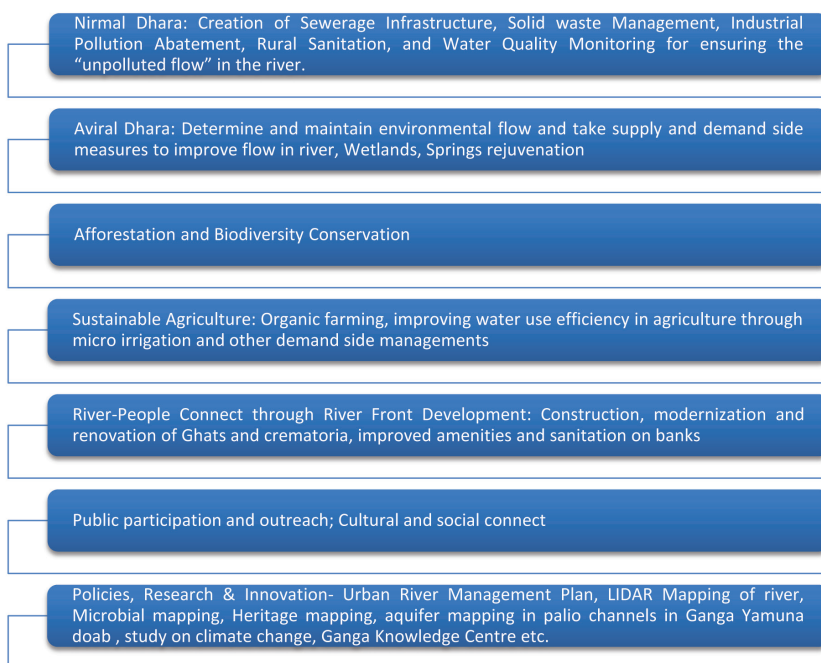 Nirmal Dhara: Creation of Sewerage Infrastructure, Solid waste Management, Industrial
Pollution Abatement, Rural Sanitation, and Water Quality Monitoring for ensuring the
“unpolluted flow” in the river.
Aviral Dhara: Determine and maintain environmental flow and take supply and demand side
measures to improve flow in river, Wetlands, Springs rejuvenation
Afforestation and Biodiversity Conservation
Sustainable Agriculture: Organic farming, improving water use efficiency in agriculture through
micro irrigation and other demand side managements
River-People Connect through River Front Development: Construction, modernization and
renovation of Ghats and crematoria, improved amenities and sanitation on banks
Public participation and outreach; Cultural and social connect
Policies, Research & Innovation- Urban River Management Plan, LIDAR Mapping of river,
Microbial mapping, Heritage mapping, aquifer mapping in palio channels in Ganga Yamuna
doab , study on climate change, Ganga Knowledge Centre etc.